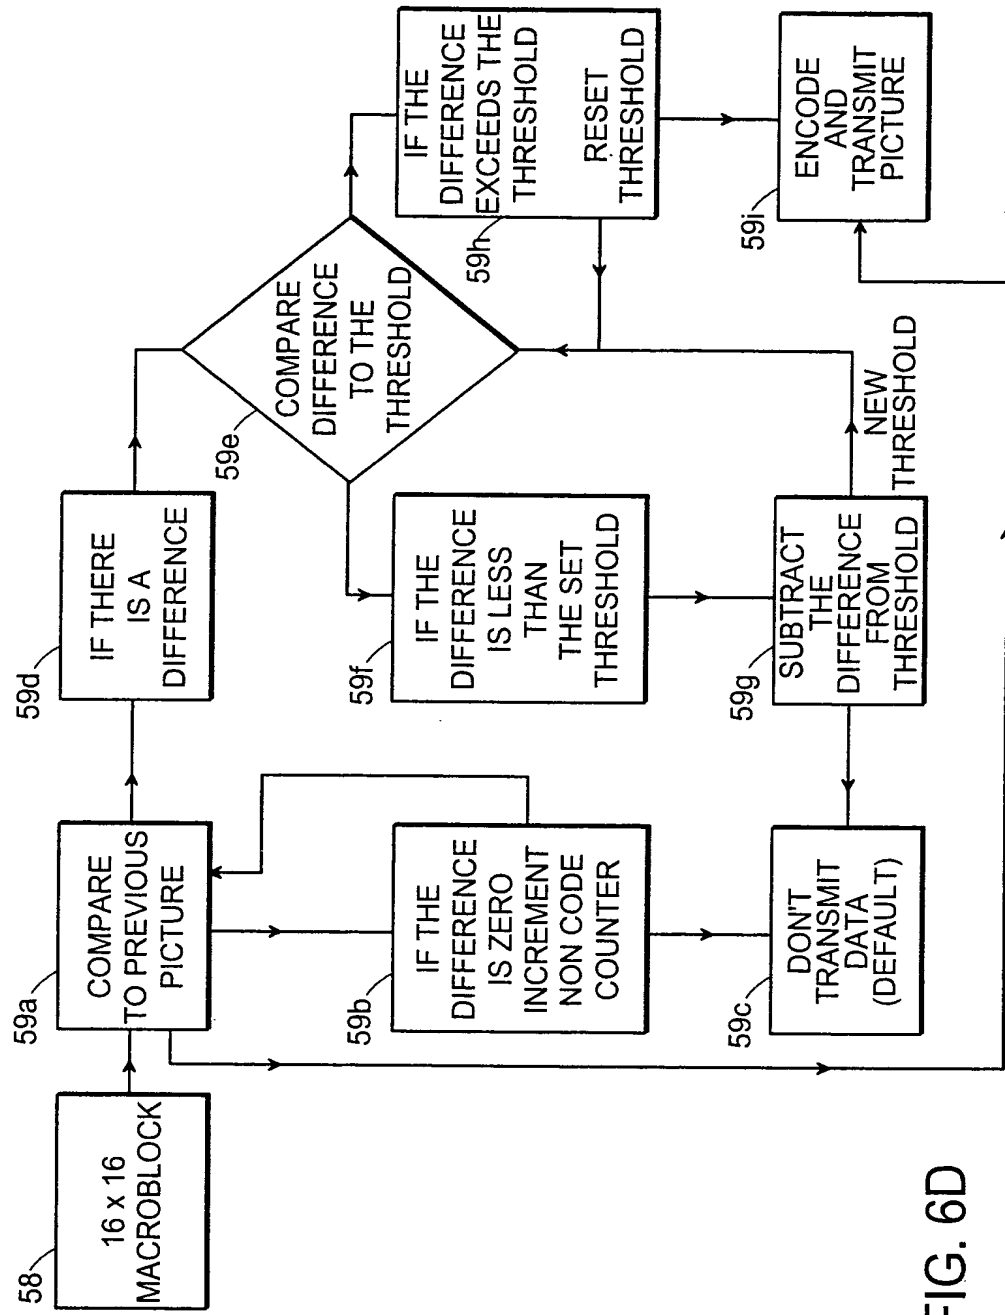 58
16 x 16
MACROBLOCK
59a
COMPARE
TO PREVIOUS
PICTURE
59d
IF THERE
IS A
DIFFERENCE
59b
IF THE
DIFFERENCE
IS ZERO
INCREMENT
NON CODE
COUNTER
59c
DON'T
TRANSMIT
DATA
(DEFAULT)
59e
COMPARE
DIFFERENCE
TO THE
THRESHOLD
59f
IF THE
DIFFERENCE
IS LESS
THAN
THE SET
THRESHOLD
59g
SUBTRACT
THE
DIFFERENCE
FROM
THRESHOLD
NEW
THRESHOLD
59h
IF THE
DIFFERENCE
EXCEEDS THE
THRESHOLD
RESET
THRESHOLD
59i
ENCODE
AND
TRANSMIT
PICTURE
FIG. 6D